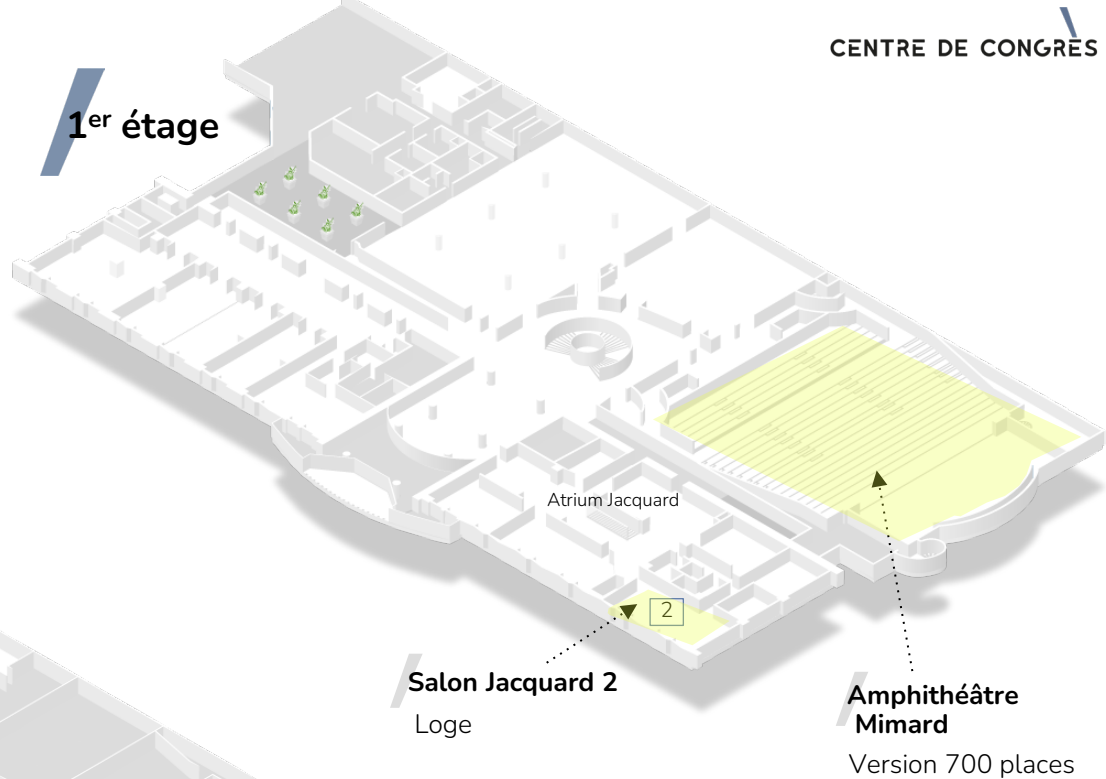 CENTRE DE CONGRÈS
1er étage
Atrium Jacquard
2
Salon Jacquard 2
Loge
Amphithéâtre
Mimard
Version 700 places